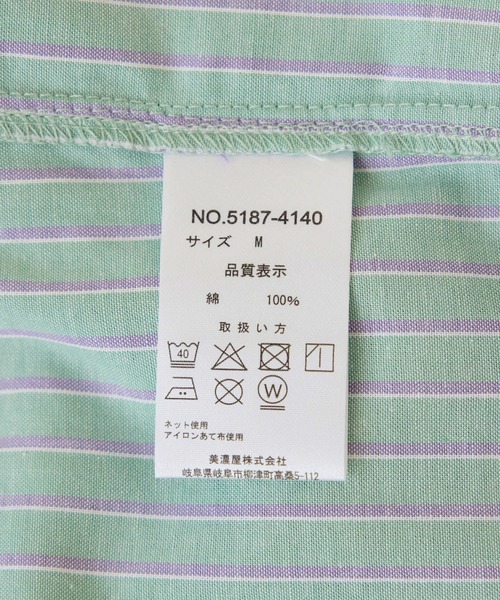 NO.5187-4140
サイズ M
品質表示
綿 100%
取扱い方
40
W
ネット使用
アイロンあて布使用
美濃屋株式会社
岐阜県岐阜市柳津町高桑5-112